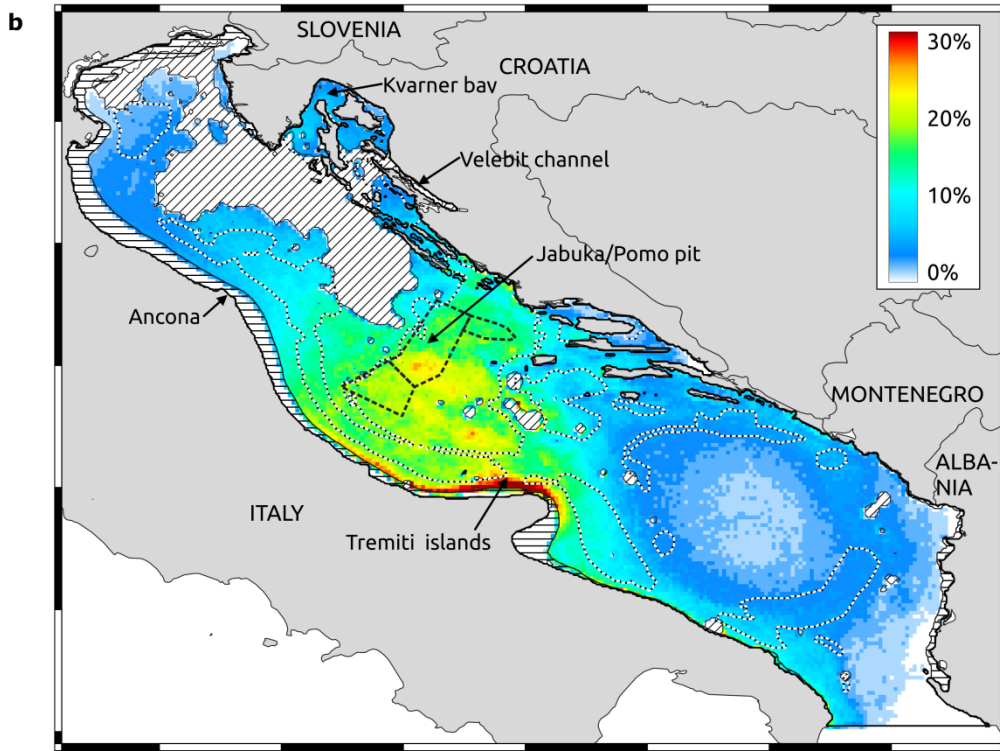 b
SLOVENIA
CROATIA
Kvarner bav
Velebit channel
Jabuka/Pomo pit
Ancona
MONTENEGRO
ALBA-
NIA
ITALY
Tremiti islands
30%
20%
10%
0%